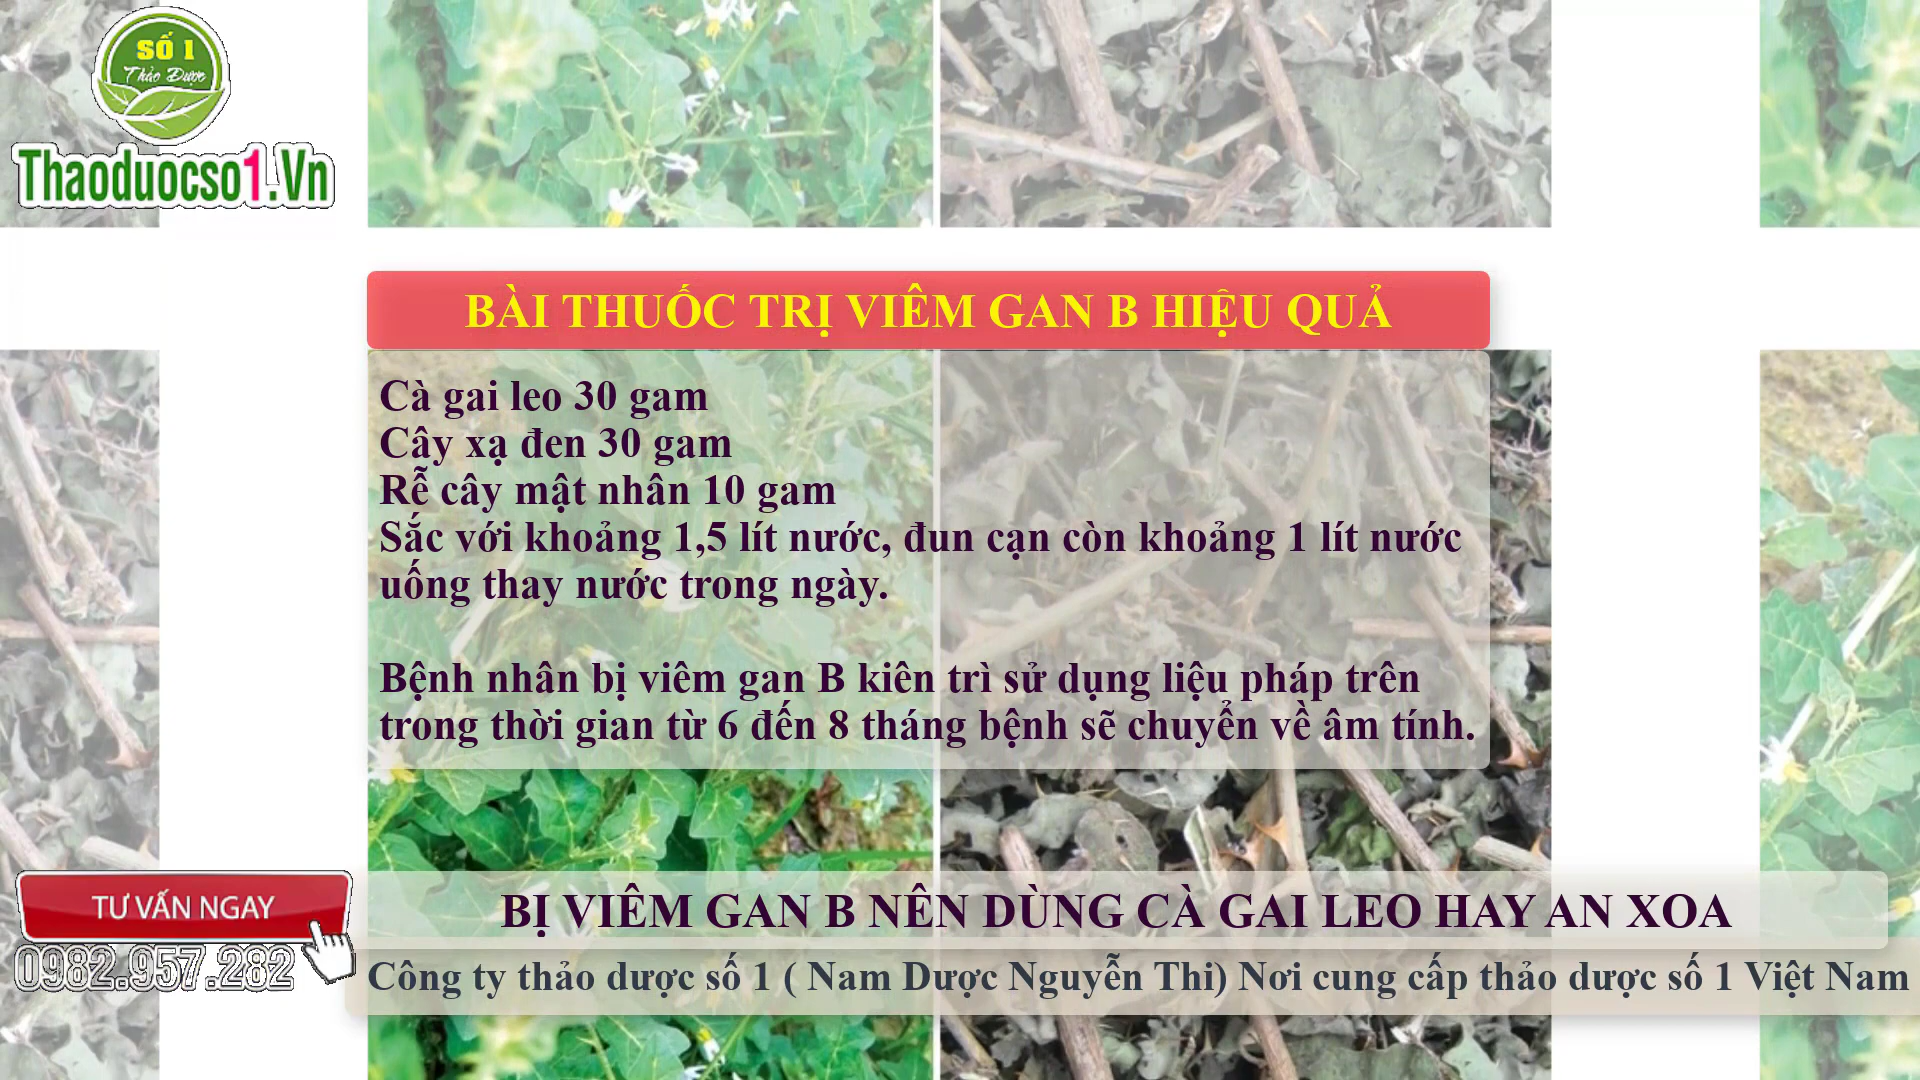 SỐ 1
Thảo Dược
Thaoduocso1.Vn
BÀI THUỐC TRỊ VIÊM GAN B HIỆU QUẢ
Cà gai leo 30 gam
Cây xạ đen 30 gam
Rễ cây mật nhân 10 gam
Sắc với khoảng 1,5 lít nước, đun cạn còn khoảng 1 lít nước
uống thay nước trong ngày.
Bệnh nhân bị viêm gan B kiên trì sử dụng liệu pháp trên
trong thời gian từ 6 đến 8 tháng bệnh sẽ chuyển về âm tính.
TƯ VẤN NGAY
0982.957.282
BỊ VIÊM GAN B NÊN DÙNG CÀ GAI LEO HAY AN XOA
Công ty thảo dược số 1 ( Nam Dược Nguyễn Thi) Nơi cung cấp thảo dược số 1 Việt Nam